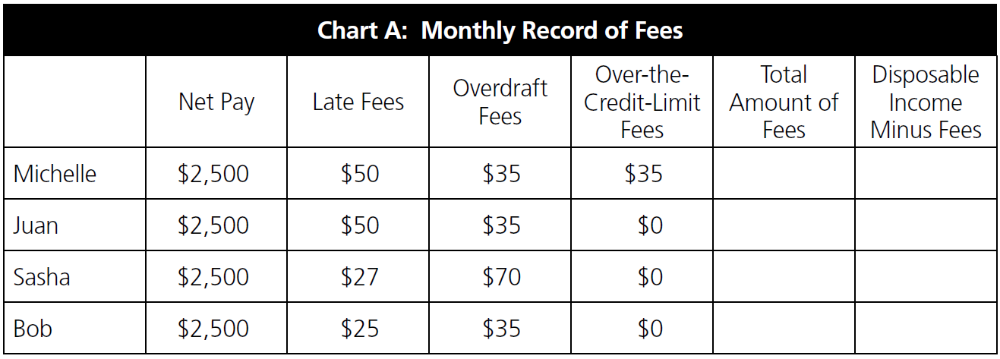 Chart A: Monthly Record of Fees
Net Pay
Late Fees
Overdraft
Fees
Over-the-
Credit-Limit
Fees
Total
Amount of
Fees
Disposable
Income
Minus Fees
Michelle $2,500 $50 $35 $35
Juan $2,500 $50 $35 $0
Sasha $2,500 $27 $70 $0
Bob $2,500 $25 $35 $0